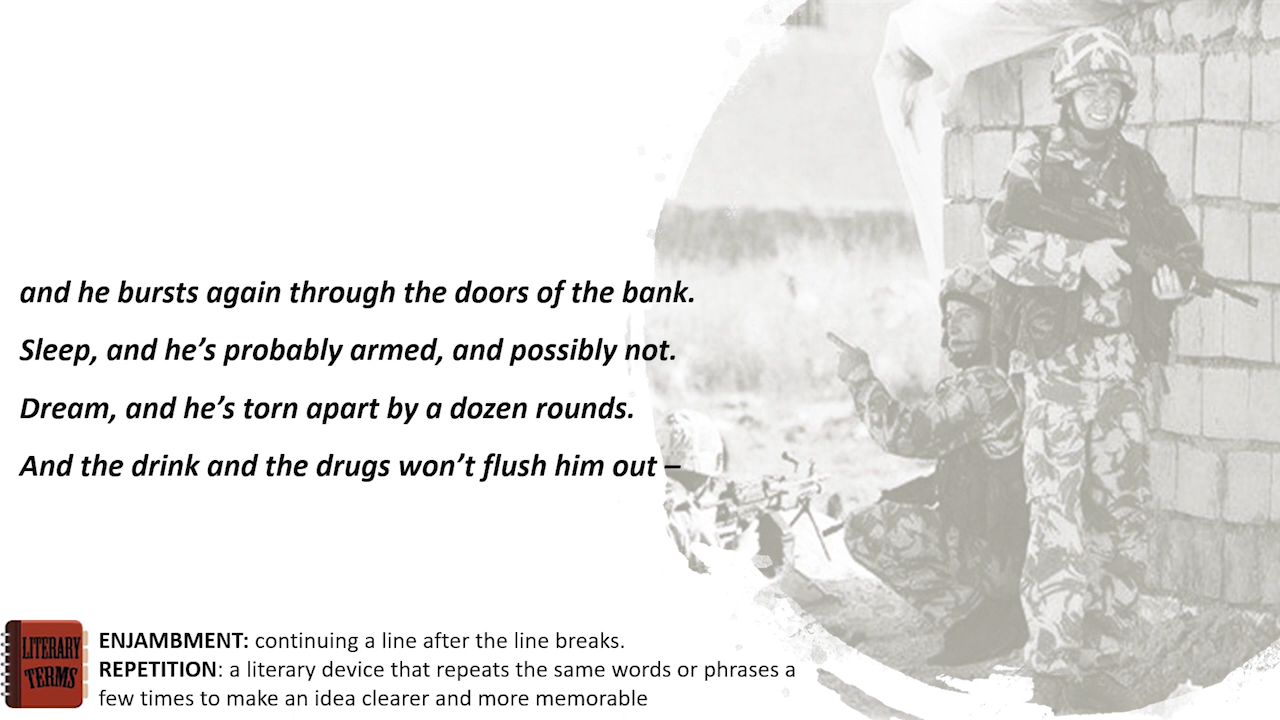 and he bursts again through the doors of the bank.
Sleep, and he’s probably armed, and possibly not.
Dream, and he’s torn apart by a dozen rounds.
And the drink and the drugs won’t flush him out –
LITERARY
TERMS
ENJAMBMENT: continuing a line after the line breaks.
REPETITION: a literary device that repeats the same words or phrases a
few times to make an idea clearer and more memorable